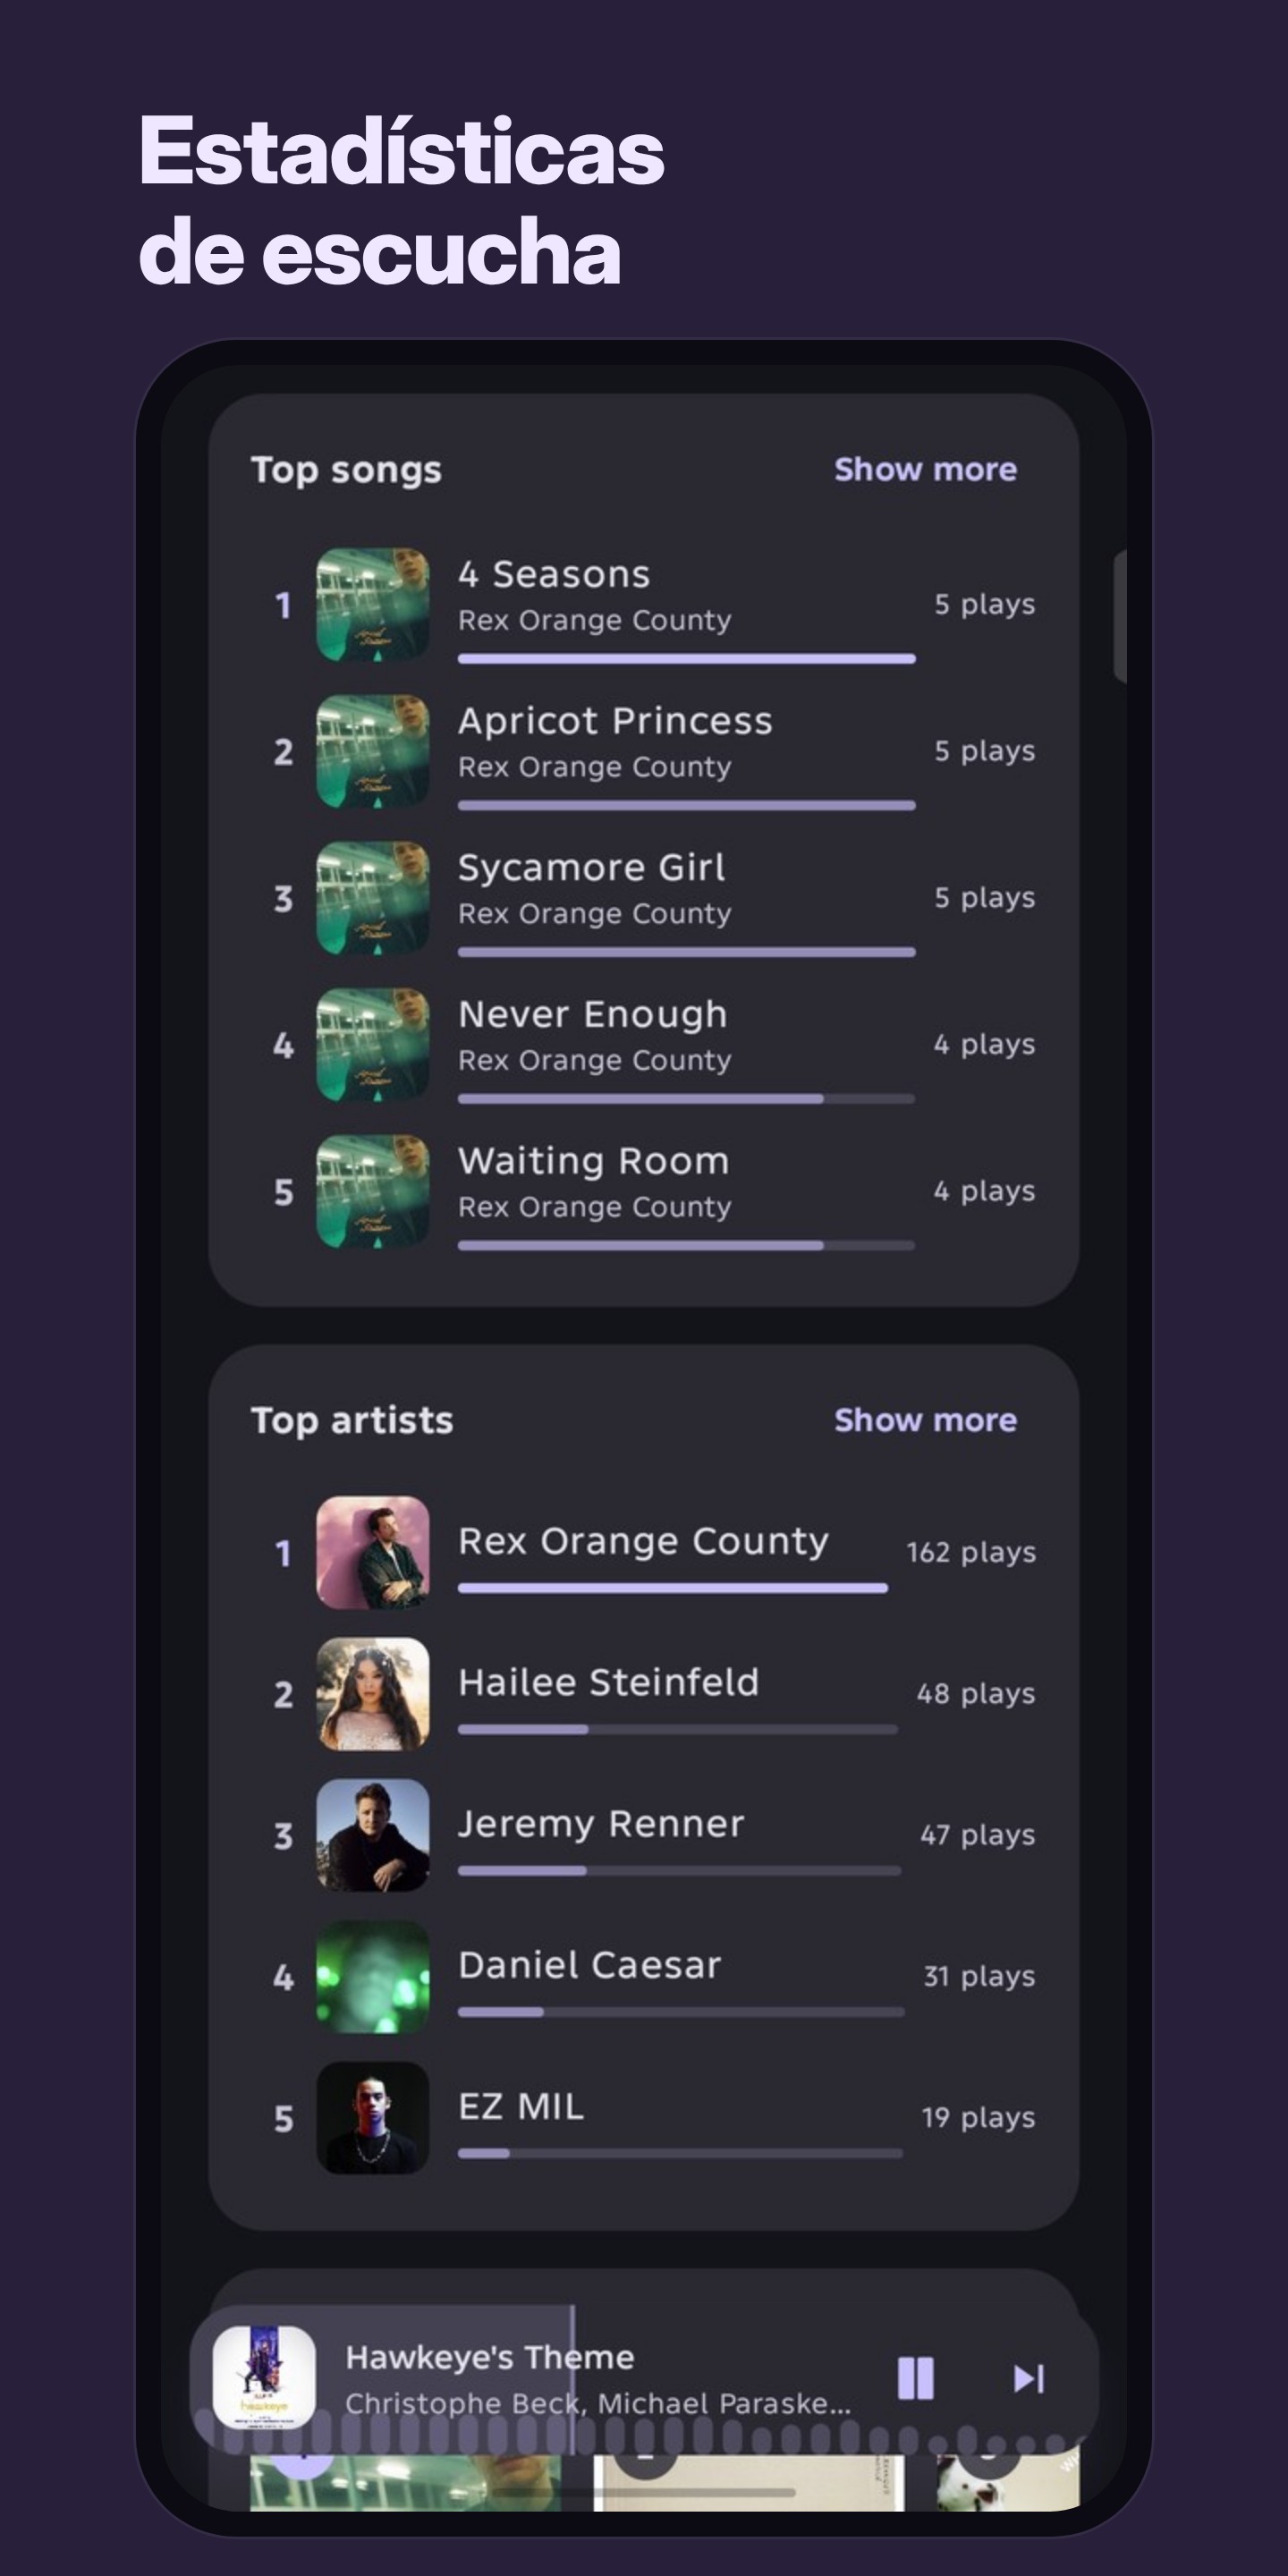 Estadísticas
de escucha
Top songs
Show more
1
4 Seasons
Rex Orange County
5 plays
2
Apricot Princess
Rex Orange County
5 plays
3
Sycamore Girl
Rex Orange County
5 plays
4
Never Enough
Rex Orange County
4 plays
5
Waiting Room
Rex Orange County
4 plays
Top artists
Show more
1
Rex Orange County
162 plays
2
Hailee Steinfeld
48 plays
3
Jeremy Renner
47 plays
4
Daniel Caesar
31 plays
5
EZ MIL
19 plays
Hawkeye's Theme
Christophe Beck, Michael Paraske...
hawkeye